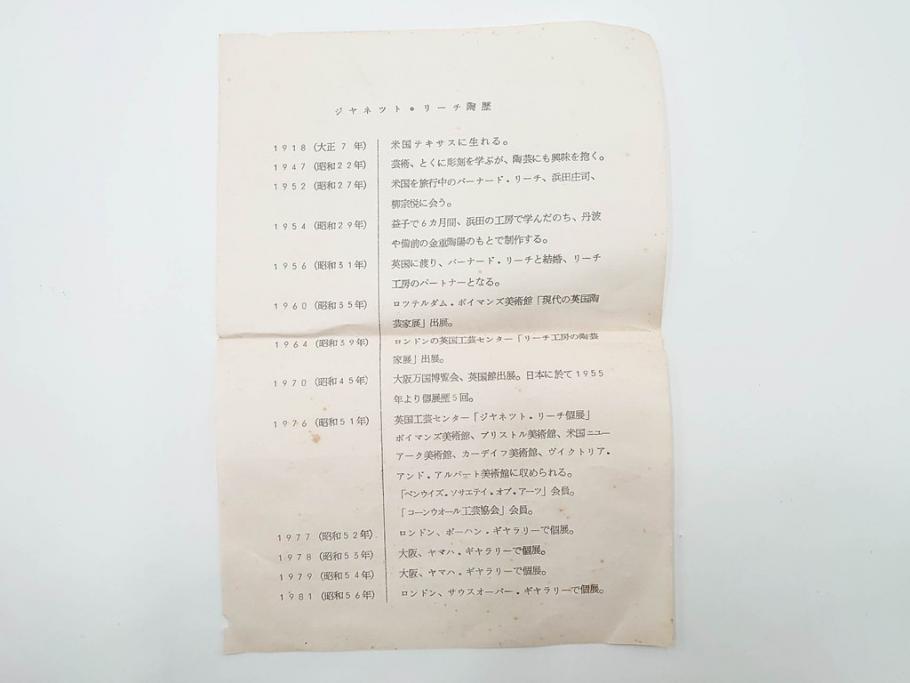 ジヤネツト・リーチ陶歴
1918（大正7年） 米国テキサスに生れる。
1947（昭和22年） 芸術、とくに彫刻を学ぶが、陶芸にも興味を抱く。
1952（昭和27年） 米国を旅行中のバーナード・リーチ、浜田庄司、
柳宗悦に会う。
1954（昭和29年） 益子で6カ月間、浜田の工房で学んだのち、丹波
や備前の金重陶陽のもとで制作する。
1956（昭和31年） 英国に渡り、バーナード・リーチと結婚、リーチ
工房のパートナーとなる。
1960（昭和35年） ロツテルダム・ボイマンズ美術館「現代の英国陶
芸家展」出展。
1964（昭和39年） ロンドンの英国工芸センター「リーチ工房の陶芸
家展」出展。
1970（昭和45年） 大阪万国博覧会、英国館出展。日本に於て1955
年より個展歴5回。
1976（昭和51年） 英国工芸センター「ジヤネツト・リーチ個展」
ボイマンズ美術館、ブリストル美術館、米国ニユー
アーク美術館、カーデイフ美術館、ヴイクトリア・
アンド・アルバート美術館に収められる。
「ペンウイズ・ソサエテイ・オブ・アーツ」会員。
「コーンウオール工芸協会」会員。
1977（昭和52年） ロンドン、ボーハン・ギヤラリーで個展。
1978（昭和53年） 大阪、ヤマハ・ギヤラリーで個展。
1979（昭和54年） 大阪、ヤマハ・ギヤラリーで個展。
1981（昭和56年） ロンドン、サウスオーバー・ギヤラリーで個展。